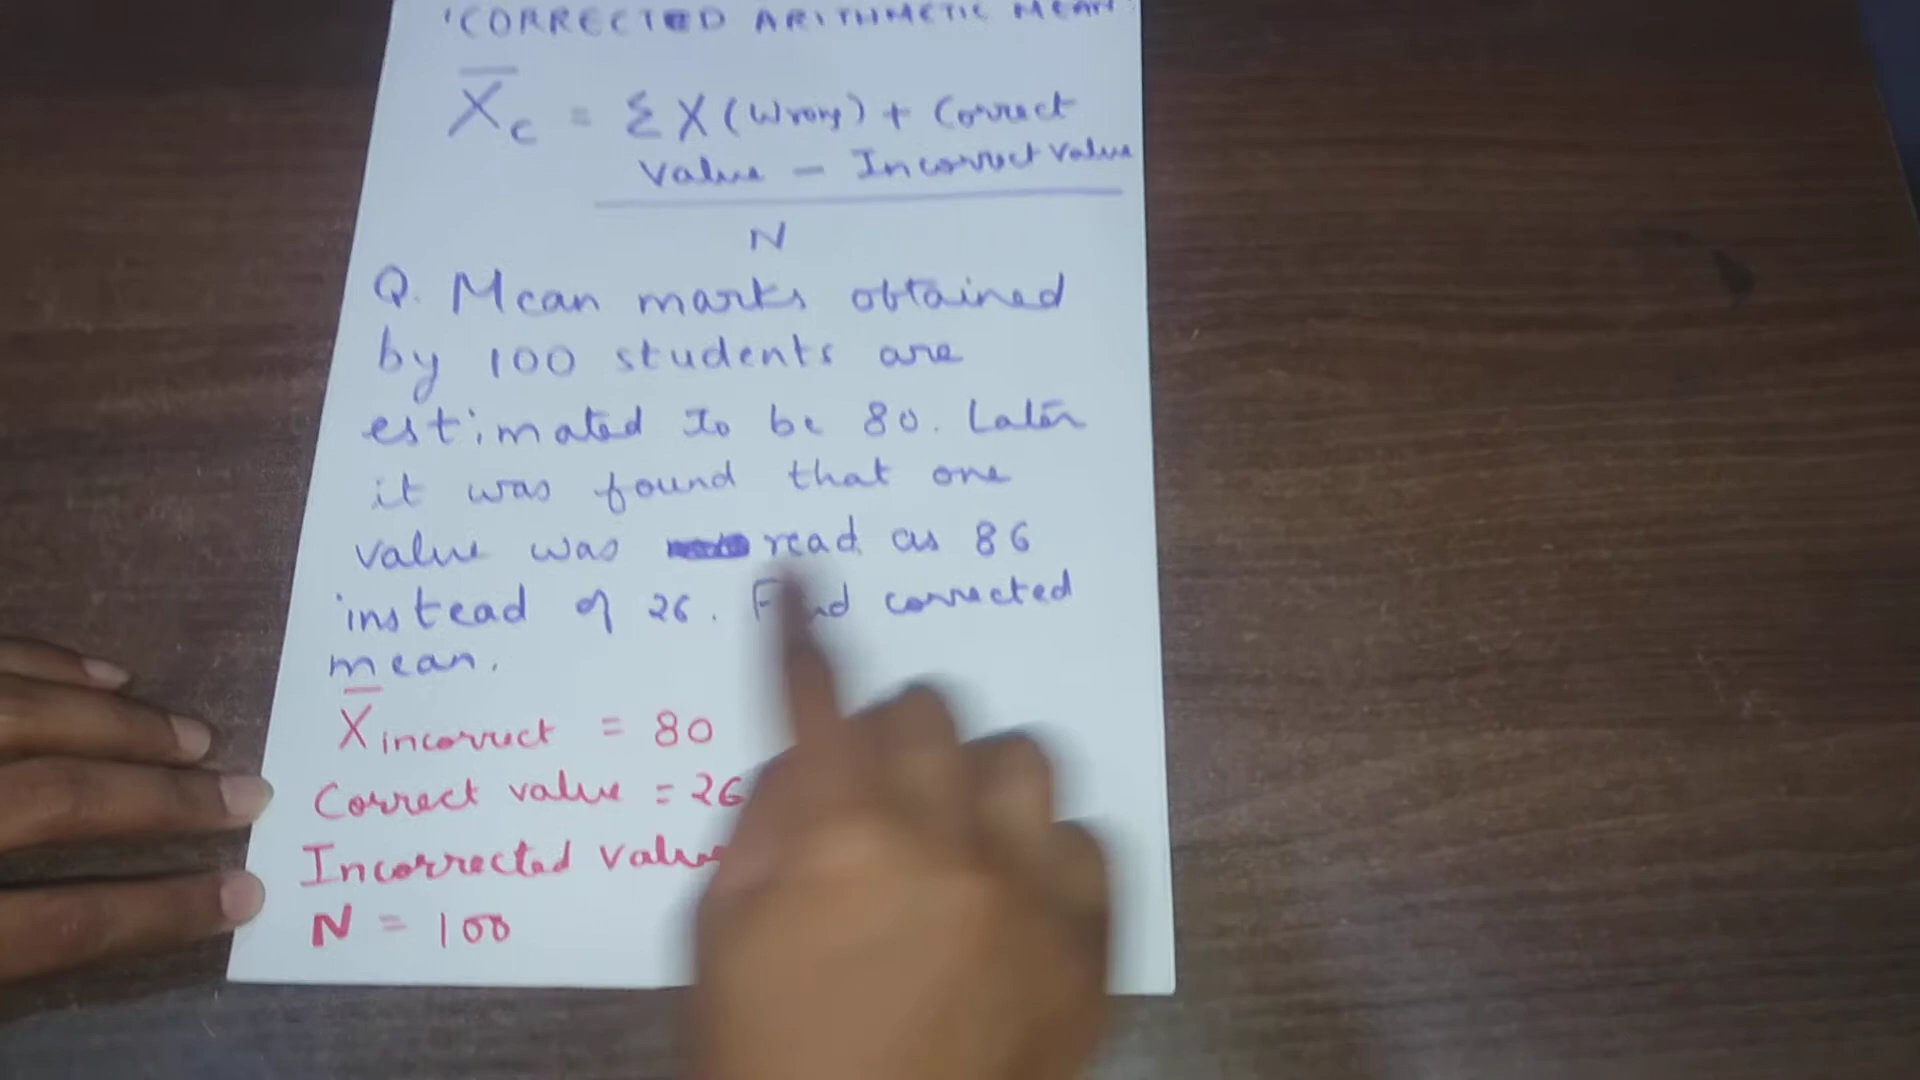 'CORRECTED ARITHMETIC MEAN'
X̅c = ΣX (Wrong) + Correct
Value - Incorrect Value
N
Q. Mean marks obtained
by 100 students are
estimated to be 80. Later
it was found that one
value was read as 86
instead of 26. Find corrected
mean.
X̅ incorrect = 80
Correct value = 26
Incorrected value
N = 100